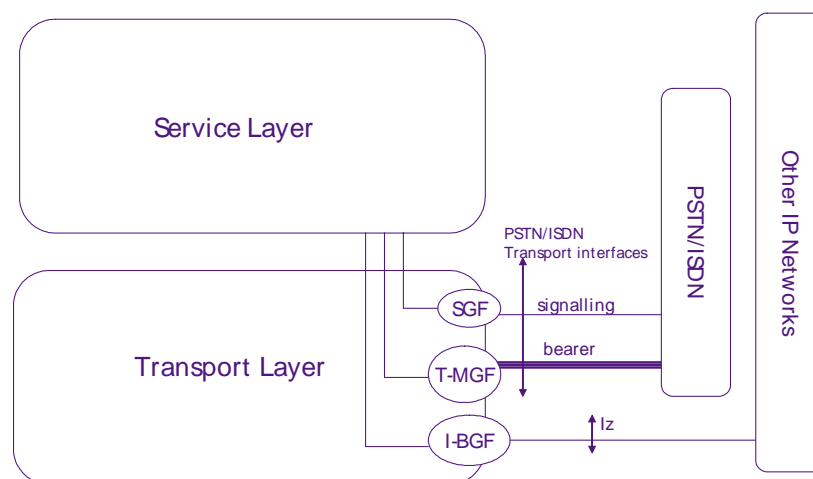 Service Layer
PSTN/ISDN
Transport interfaces
SGF
signalling
bearer
Transport Layer
T-MGF
I-BGF
Iz
PSTN/ISDN
Other IP Networks